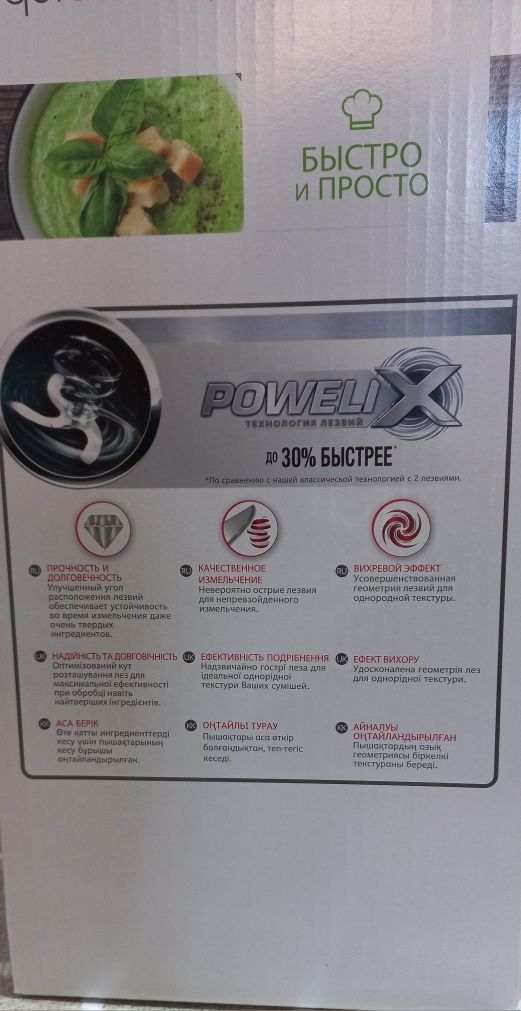 БЫСТРО
И ПРОСТО
POWELIX
ТЕХНОЛОГИЯ ЛЕЗВИЙ
ДО 30% БЫСТРЕЕ*
*По сравнению с нашей классической технологией с 2 лезвиями.
RU ПРОЧНОСТЬ И
ДОЛГОВЕЧНОСТЬ
Улучшенный угол
расположения лезвий
обеспечивает устойчивость
во время измельчения даже
очень твердых
ингредиентов.
RU КАЧЕСТВЕННОЕ
ИЗМЕЛЬЧЕНИЕ
Невероятно острые лезвия
для непревзойденного
измельчения.
RU ВИХРЕВОЙ ЭФФЕКТ
Усовершенствованная
геометрия лезвий для
однородной текстуры.
UK НАДІЙНІСТЬ ТА ДОВГОВІЧНІСТЬ
Оптимізований кут
розташування лез для
максимальної ефективності
при обробці навіть
найтверіших інгредієнтів.
UK ЕФЕКТИВНІСТЬ ПОДРІБНЕННЯ
Надзвичайно гострі леза для
ідеальної однорідної
текстури Ваших сумішей.
UK ЕФЕКТ ВИХОРУ
Удосконалена геометрія лез
для однорідної текстури.
KK АСА БЕРІК
Өте қатты ингредиенттерді
кесу үшін пышақтарының
кесу бұрышы
оңтайландырылған.
KK ОҢТАЙЛЫ ТУРАУ
Пышақтары аса өткір
болғандықтан, теп-тегіс
кеседі.
KK АЙНАЛУЫ
ОҢТАЙЛАНДЫРЫЛҒАН
Пышақтардың озық
геометриясы біркелкі
текстураны береді.